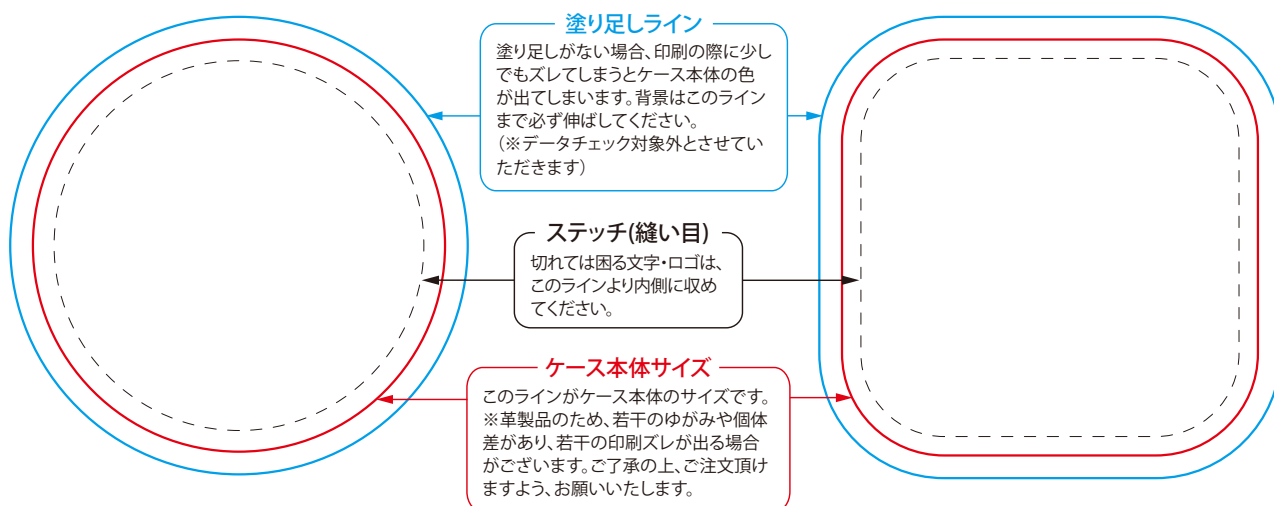 塗り足しライン
塗り足しがない場合、印刷の際に少し
でもズレてしまうとケース本体の色
が出てしまいます。背景はこのライン
まで必ず伸ばしてください。
(※データチェック対象外とさせてい
ただきます)
ステッチ(縫い目)
切れては困る文字・ロゴは、
このラインより内側に収め
てください。
ケース本体サイズ
このラインがケース本体のサイズです。
※革製品のため、若干のゆがみや個体
差があり、若干の印刷ズレが出る場合
がございます。ご了承の上、ご注文頂け
ますよう、お願いいたします。